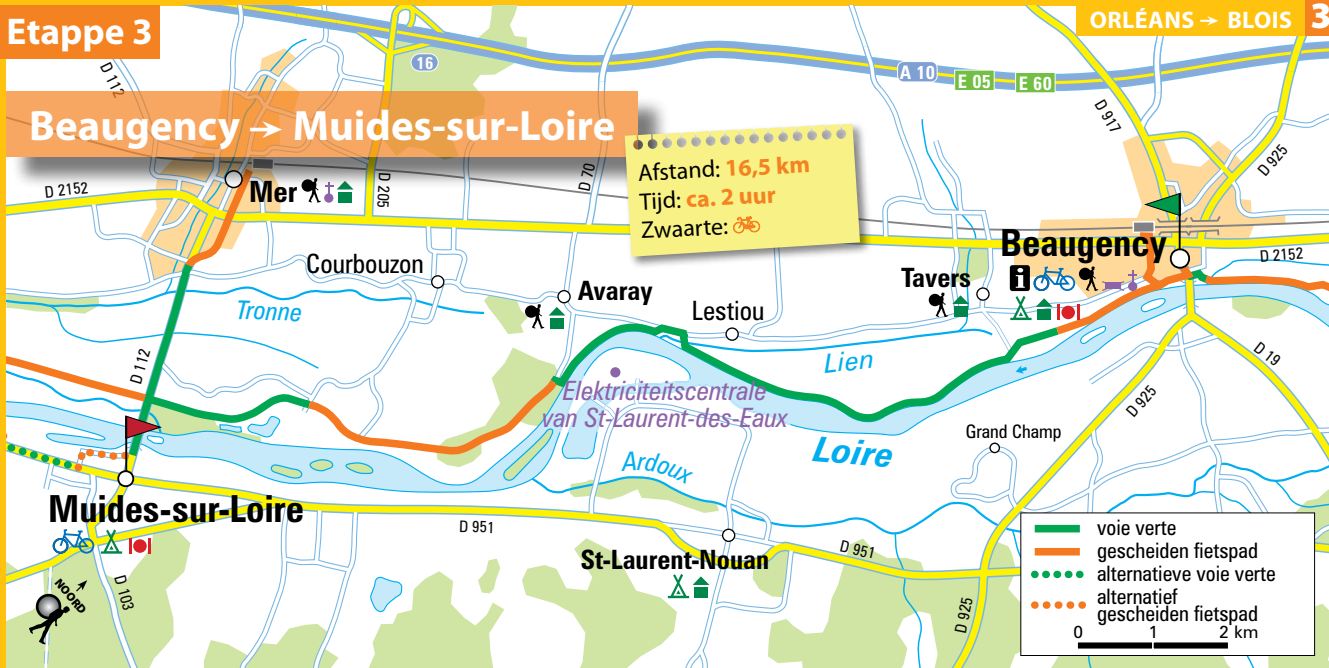 Etappe 3
ORLÉANS → BLOIS 3
Beaugency → Muides-sur-Loire
Afstand: 16,5 km
Tijd: ca. 2 uur
Zwaarte:
16
A 10
E 05
E 60
D 112
D 917
D 925
D 2152
Mer
D 205
D 70
Beaugency
D 2152
Courbouzon
Avaray
Tavers
Lestiou
Tronne
Lien
D 112
Elektriciteitscentrale
van St-Laurent-des-Eaux
D 19
D 925
Loire
Grand Champ
Ardoux
Muides-sur-Loire
D 951
St-Laurent-Nouan
D 951
NOORD
D 103
D 925
voie verte
gescheiden fietspad
alternatieve voie verte
alternatief
gescheiden fietspad
0 1 2 km